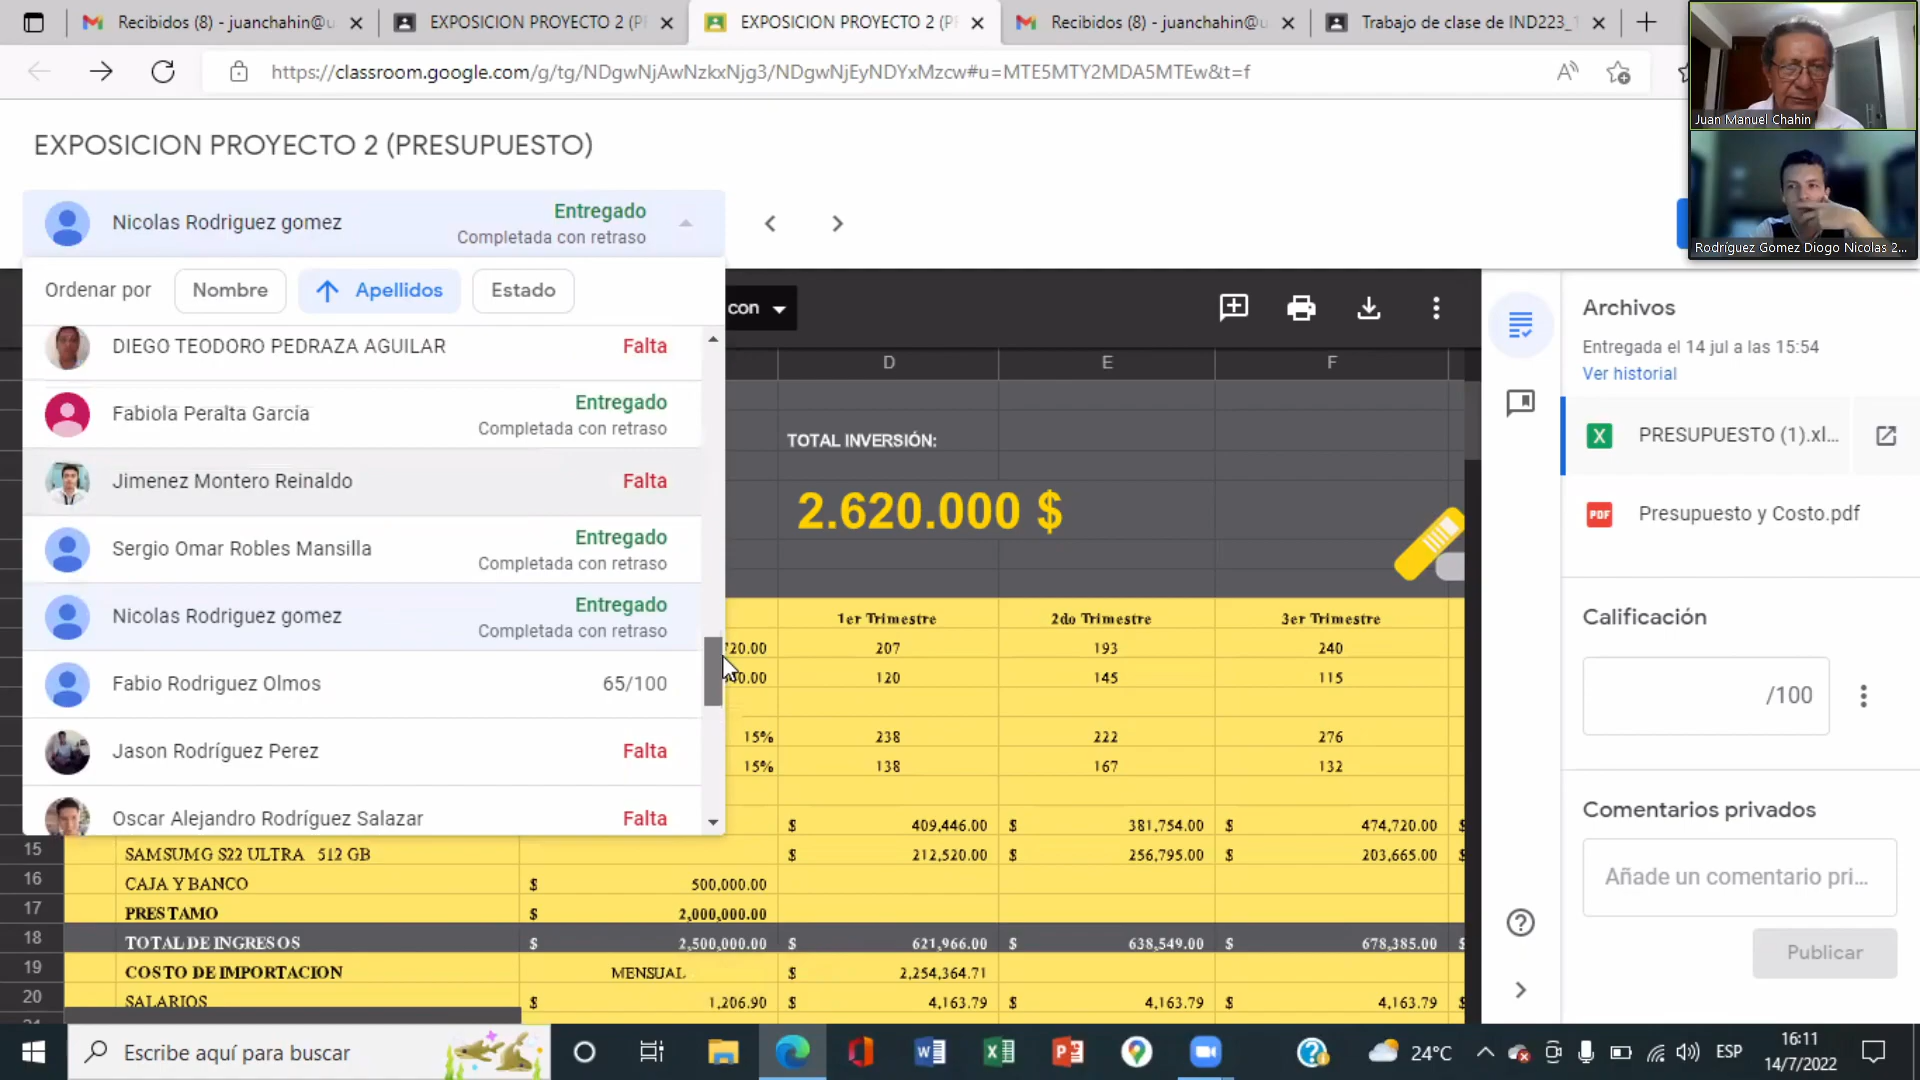 Recibidos (8) - juanchahin@u
EXPOSICION PROYECTO 2 (P
EXPOSICION PROYECTO 2 (P
Recibidos (8) - juanchahin@u
Trabajo de clase de IND223_1
https://classroom.google.com/g/tg/NDgwNjAwNzkxNjg3/NDgwNjEyNDYxMzcw#u=MTE5MTY2MDA5MTEw&t=f
Juan Manuel Chahin
Rodríguez Gomez Diogo Nicolas 2...
EXPOSICION PROYECTO 2 (PRESUPUESTO)
Nicolas Rodriguez gomez
Entregado
Completada con retraso
Ordenar por
Nombre
Apellidos
Estado
DIEGO TEODORO PEDRAZA AGUILAR
Falta
Fabiola Peralta García
Entregado
Completada con retraso
Jimenez Montero Reinaldo
Falta
Sergio Omar Robles Mansilla
Entregado
Completada con retraso
Nicolas Rodriguez gomez
Entregado
Completada con retraso
Fabio Rodriguez Olmos
65/100
Jason Rodríguez Perez
Falta
Oscar Alejandro Rodríguez Salazar
Falta
con
D E F
TOTAL INVERSIÓN:
2.620.000 $
1er Trimestre 2do Trimestre 3er Trimestre
720.00 207 193 240
120 145 115
15% 238 222 276
15% 138 167 132
$ 409,446.00 $ 381,754.00 $ 474,720.00 $
15 SAMSUMG S22 ULTRA 512 GB $ 212,520.00 $ 256,795.00 $ 203,665.00 $
16 CAJA Y BANCO $ 500,000.00
17 PRESTAMO $ 2,000,000.00
18 TOTAL DE INGRESOS $ 2,500,000.00 $ 621,966.00 $ 638,549.00 $ 678,385.00 $
19 COSTO DE IMPORTACION MENSUAL $ 2,254,364.71
20 SALARIOS $ 1,206.90 $ 4,163.79 $ 4,163.79 $ 4,163.79 $
Archivos
Entregada el 14 jul a las 15:54
Ver historial
PRESUPUESTO (1).xl...
PDF
Presupuesto y Costo.pdf
Calificación
/100
Comentarios privados
Añade un comentario pri...
Publicar
Escribe aquí para buscar
24°C
ESP
16:11
14/7/2022